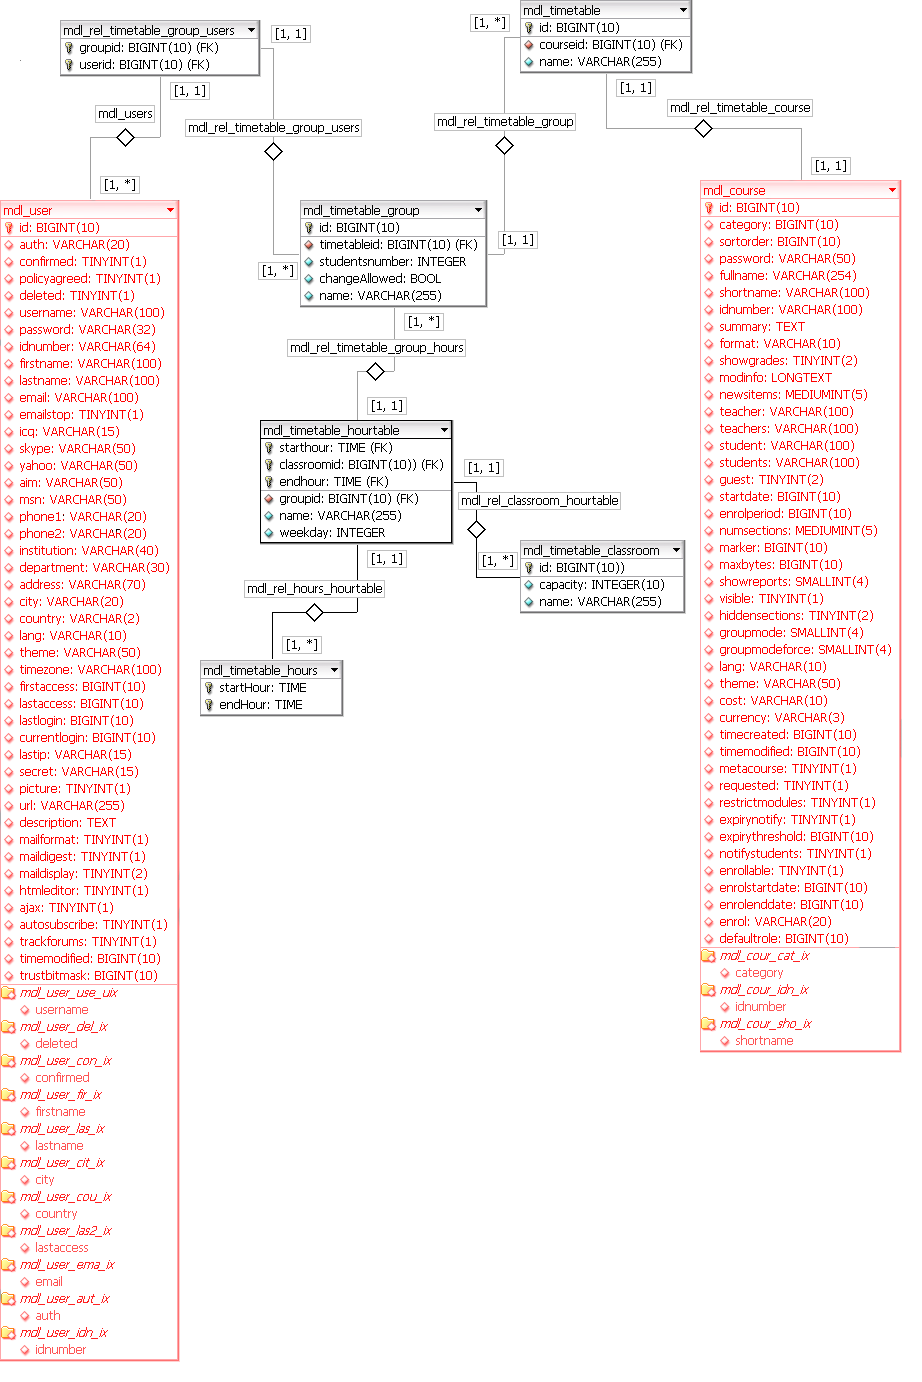 mdl_rel_timetable_group_users
groupid: BIGINT(10) (FK)
userid: BIGINT(10) (FK)
[1, 1]
[1, 1]
mdl_users
[1, *]
mdl_rel_timetable_group_users
[1, *]
[1, *]
mdl_timetable
id: BIGINT(10)
courseid: BIGINT(10) (FK)
name: VARCHAR(255)
[1, 1]
mdl_rel_timetable_course
mdl_rel_timetable_group
[1, 1]
[1, 1]
mdl_user
id: BIGINT(10)
auth: VARCHAR(20)
confirmed: TINYINT(1)
policyagreed: TINYINT(1)
deleted: TINYINT(1)
username: VARCHAR(100)
password: VARCHAR(32)
idnumber: VARCHAR(64)
firstname: VARCHAR(100)
lastname: VARCHAR(100)
email: VARCHAR(100)
emailstop: TINYINT(1)
icq: VARCHAR(15)
skype: VARCHAR(50)
yahoo: VARCHAR(50)
aim: VARCHAR(50)
msn: VARCHAR(50)
phone1: VARCHAR(20)
phone2: VARCHAR(20)
institution: VARCHAR(40)
department: VARCHAR(30)
address: VARCHAR(70)
city: VARCHAR(20)
country: VARCHAR(2)
lang: VARCHAR(10)
theme: VARCHAR(50)
timezone: VARCHAR(100)
firstaccess: BIGINT(10)
lastaccess: BIGINT(10)
lastlogin: BIGINT(10)
currentlogin: BIGINT(10)
lastip: VARCHAR(15)
secret: VARCHAR(15)
picture: TINYINT(1)
url: VARCHAR(255)
description: TEXT
mailformat: TINYINT(1)
maildigest: TINYINT(1)
maildisplay: TINYINT(2)
htmleditor: TINYINT(1)
ajax: TINYINT(1)
autosubscribe: TINYINT(1)
trackforums: TINYINT(1)
timemodified: BIGINT(10)
trustbitmask: BIGINT(10)
mdl_user_use_uix
username
mdl_user_del_ix
deleted
mdl_user_con_ix
confirmed
mdl_user_fir_ix
firstname
mdl_user_las_ix
lastname
mdl_user_cit_ix
city
mdl_user_cou_ix
country
mdl_user_las2_ix
lastaccess
mdl_user_ema_ix
email
mdl_user_aut_ix
auth
mdl_user_idn_ix
idnumber
mdl_timetable_group
id: BIGINT(10)
timetableid: BIGINT(10) (FK)
studentsnumber: INTEGER
changeAllowed: BOOL
name: VARCHAR(255)
[1, *]
mdl_rel_timetable_group_hours
[1, 1]
mdl_timetable_hourtable
starthour: TIME (FK)
classroomid: BIGINT(10)) (FK)
endhour: TIME (FK)
groupid: BIGINT(10) (FK)
name: VARCHAR(255)
weekday: INTEGER
[1, 1]
mdl_rel_classroom_hourtable
[1, *]
[1, 1]
mdl_rel_hours_hourtable
[1, *]
mdl_timetable_classroom
id: BIGINT(10))
capacity: INTEGER(10)
name: VARCHAR(255)
mdl_timetable_hours
startHour: TIME
endHour: TIME
mdl_course
id: BIGINT(10)
category: BIGINT(10)
sortorder: BIGINT(10)
password: VARCHAR(50)
fullname: VARCHAR(254)
shortname: VARCHAR(100)
idnumber: VARCHAR(100)
summary: TEXT
format: VARCHAR(10)
showgrades: TINYINT(2)
modinfo: LONGTEXT
newsitems: MEDIUMINT(5)
teacher: VARCHAR(100)
teachers: VARCHAR(100)
student: VARCHAR(100)
students: VARCHAR(100)
guest: TINYINT(2)
startdate: BIGINT(10)
enrolperiod: BIGINT(10)
numsections: MEDIUMINT(5)
marker: BIGINT(10)
maxbytes: BIGINT(10)
showreports: SMALLINT(4)
visible: TINYINT(1)
hiddensections: TINYINT(2)
groupmode: SMALLINT(4)
groupmodeforce: SMALLINT(4)
lang: VARCHAR(10)
theme: VARCHAR(50)
cost: VARCHAR(10)
currency: VARCHAR(3)
timecreated: BIGINT(10)
timemodified: BIGINT(10)
metacourse: TINYINT(1)
requested: TINYINT(1)
restrictmodules: TINYINT(1)
expirynotify: TINYINT(1)
expirythreshold: BIGINT(10)
notifystudents: TINYINT(1)
enrollable: TINYINT(1)
enrolstartdate: BIGINT(10)
enrolenddate: BIGINT(10)
enrol: VARCHAR(20)
defaultrole: BIGINT(10)
mdl_cour_cat_ix
category
mdl_cour_idn_ix
idnumber
mdl_cour_sho_ix
shortname